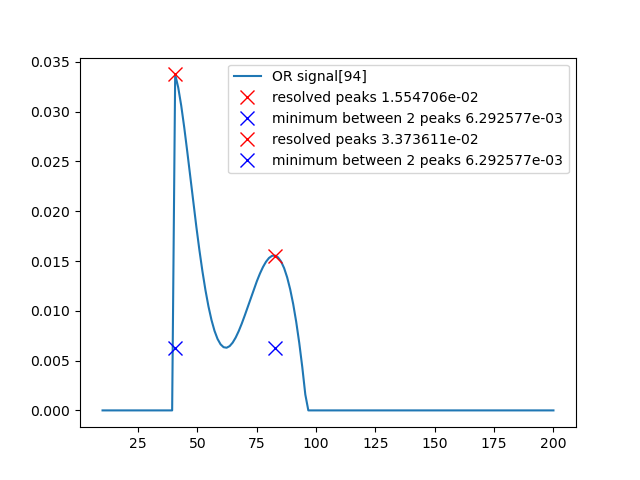 0.035
0.030
0.025
0.020
0.015
0.010
0.005
0.000
OR signal[94]
resolved peaks 1.554706e-02
minimum between 2 peaks 6.292577e-03
resolved peaks 3.373611e-02
minimum between 2 peaks 6.292577e-03
25 50 75 100 125 150 175 200